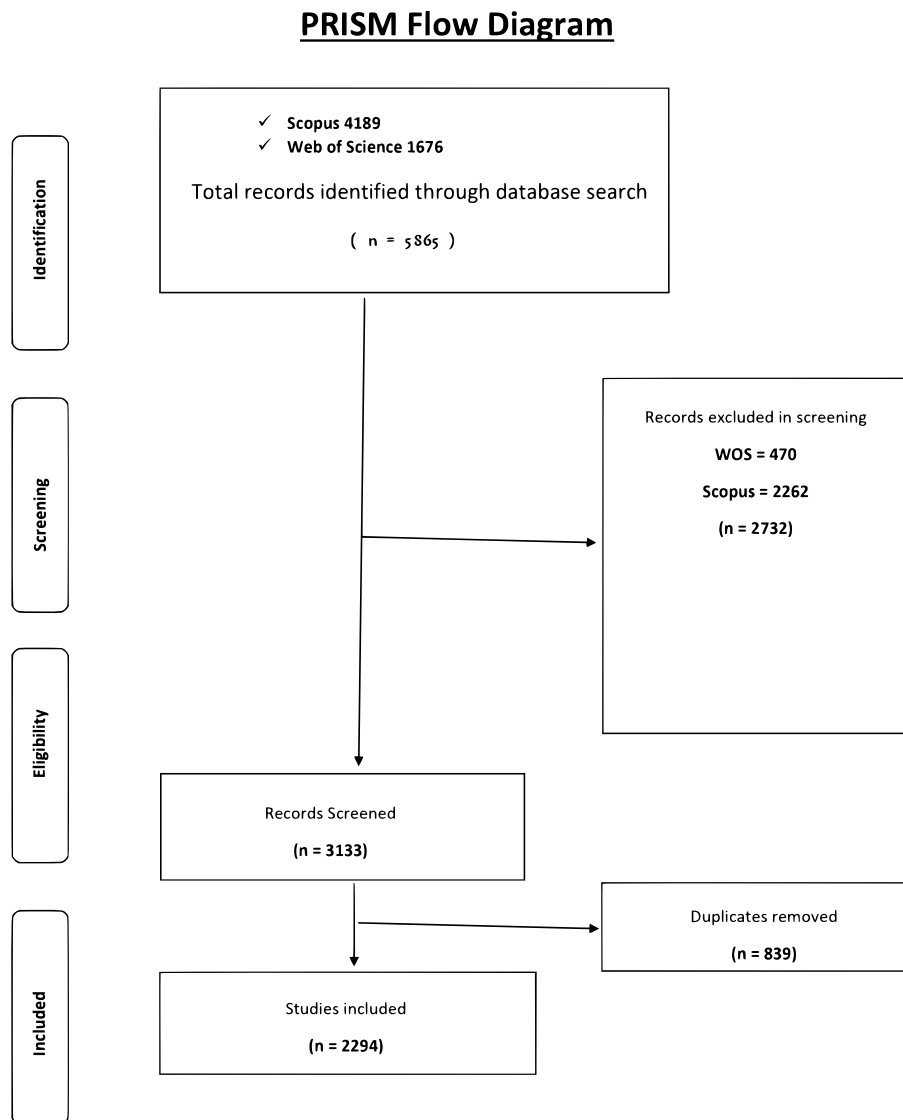 PRISM Flow Diagram
Identification
✓ Scopus 4189
✓ Web of Science 1676
Total records identified through database search
( n = 5865 )
Screening
Records excluded in screening
WOS = 470
Scopus = 2262
(n = 2732)
Eligibility
Records Screened
(n = 3133)
Duplicates removed
(n = 839)
Included
Studies included
(n = 2294)